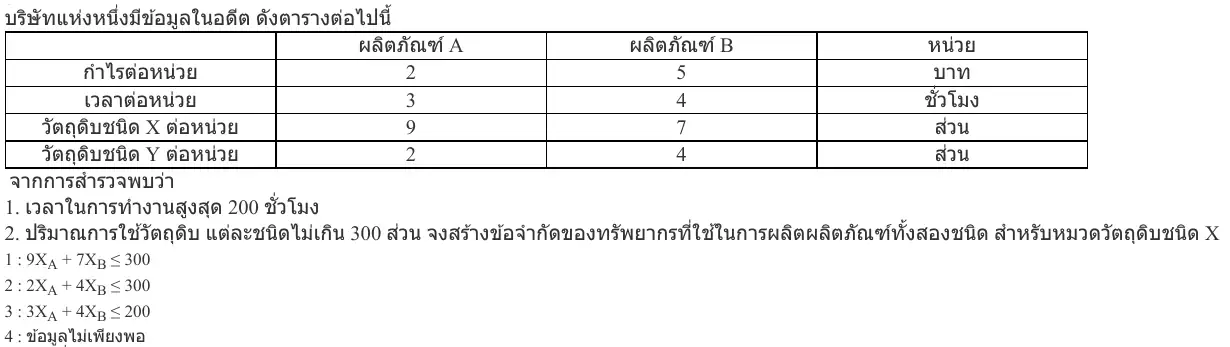 บริษัทแห่งหนึ่งมีข้อมูลในอดีต ดังตารางต่อไปนี้
ผลิตภัณฑ์ A ผลิตภัณฑ์ B หน่วย
กำไรต่อหน่วย 2 5 บาท
เวลาต่อหน่วย 3 4 ชั่วโมง
วัตถุดิบชนิด X ต่อหน่วย 9 7 ส่วน
วัตถุดิบชนิด Y ต่อหน่วย 2 4 ส่วน
จากการสำรวจพบว่า
1. เวลาในการทำงานสูงสุด 200 ชั่วโมง
2. ปริมาณการใช้วัตถุดิบ แต่ละชนิดไม่เกิน 300 ส่วน จงสร้างข้อจำกัดของทรัพยากรที่ใช้ในการผลิตผลิตภัณฑ์ทั้งสองชนิด สำหรับหมวดวัตถุดิบชนิด X
1 : 9XA + 7XB ≤ 300
2 : 2XA + 4XB ≤ 300
3 : 3XA + 4XB ≤ 200
4 : ข้อมูลไม่เพียงพอ